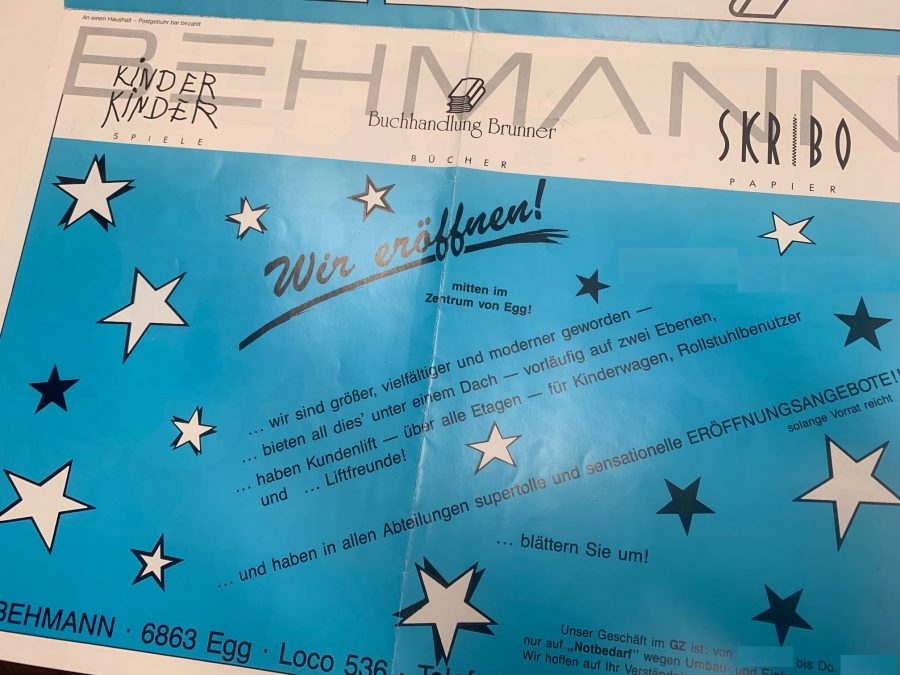 An einen Haushalt – Postgebühr bar bezahlt
BEHMANN
KINDER
KINDER
SPIELE
Buchhandlung Brunner
BÜCHER
SKRIBO
PAPIER
Wir eröffnen!
mitten im
Zentrum von Egg!
... wir sind größer, vielfältiger und moderner geworden —
... bieten all dies' unter einem Dach — vorläufig auf zwei Ebenen,
... haben Kundenlift — über alle Etagen — für Kinderwagen, Rollstuhlbenutzer
und ... Liftfreunde!
... und haben in allen Abteilungen supertolle und sensationelle ERÖFFNUNGSANGEBOTE!
solange Vorrat reicht
... blättern Sie um!
BEHMANN · 6863 Egg · Loco 536 ·
Unser Geschäft im GZ ist: von bis Do.
nur auf „Notbedarf" wegen Umbau- und
Wir hoffen auf Ihr